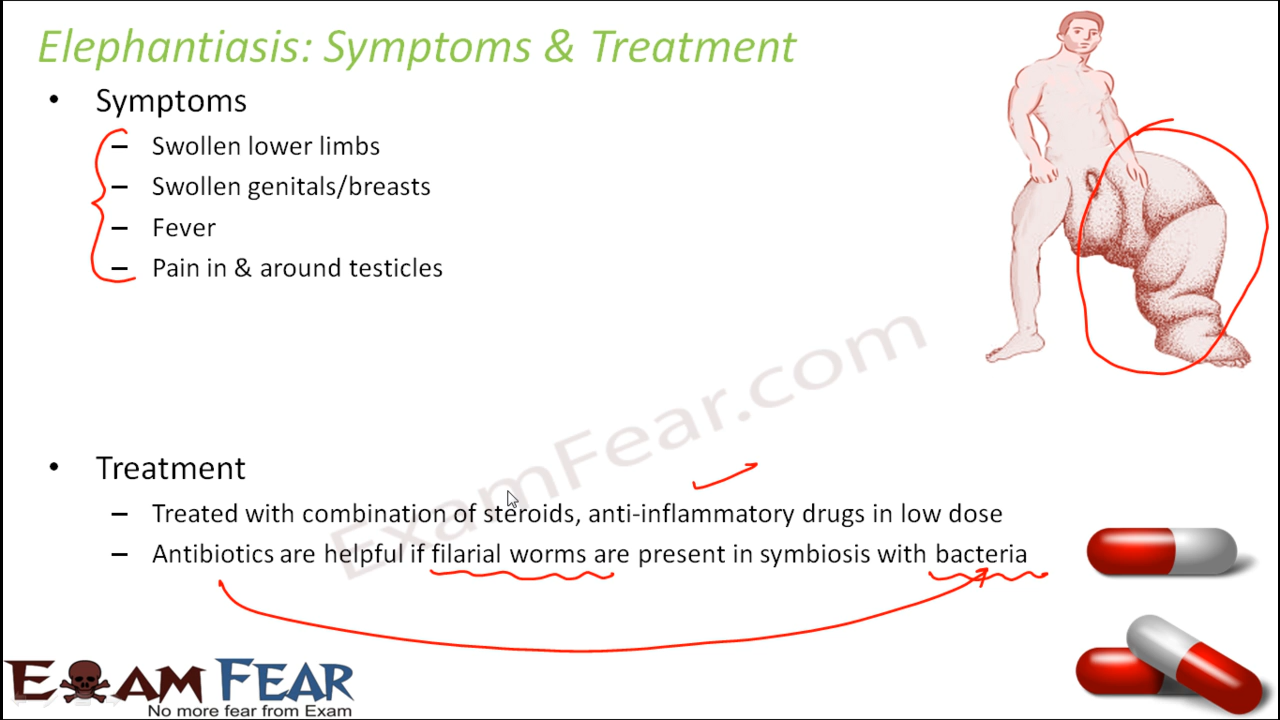 Elephantiasis: Symptoms & Treatment
• Symptoms
– Swollen lower limbs
– Swollen genitals/breasts
– Fever
– Pain in & around testicles
ExamFear.com
• Treatment
– Treated with combination of steroids, anti-inflammatory drugs in low dose
– Antibiotics are helpful if filarial worms are present in symbiosis with bacteria
EXAM FEAR
No more fear from Exam